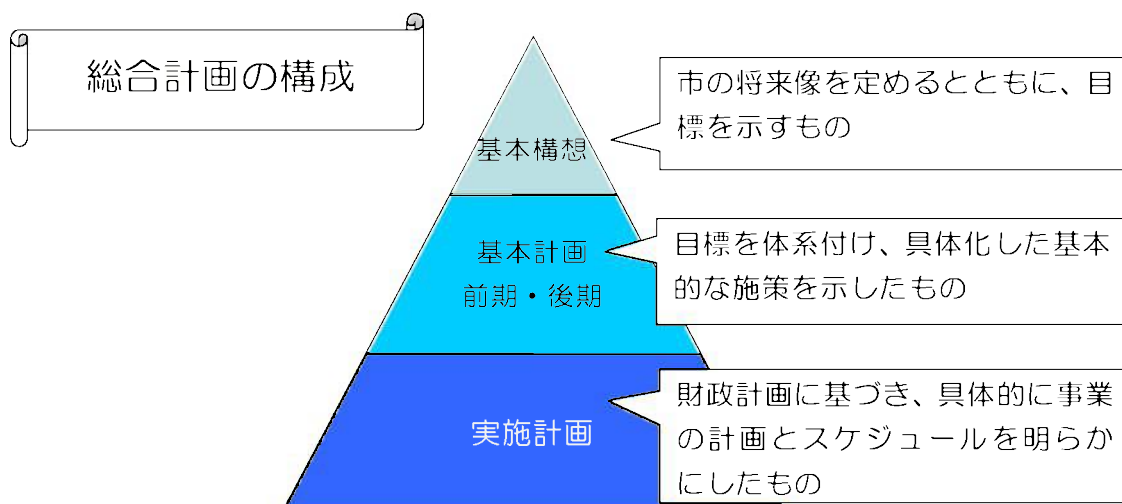 総合計画の構成
基本構想
市の将来像を定めるとともに、目
標を示すもの
基本計画
前期・後期
目標を体系付け、具体化した基本
的な施策を示したもの
実施計画
財政計画に基づき、具体的に事業
の計画とスケジュールを明らか
にしたもの